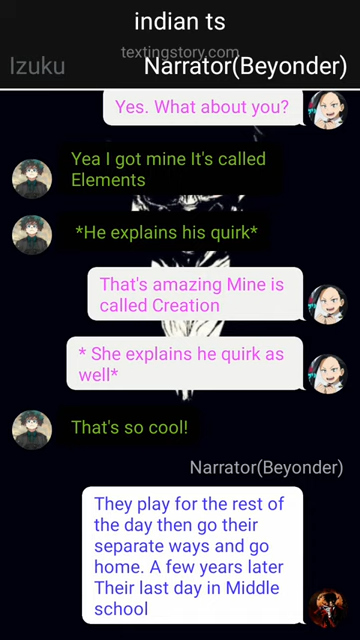 indian ts
textingstory.com
Izuku
Narrator(Beyonder)
Yes. What about you?
Yea I got mine It's called
Elements
*He explains his quirk*
That's amazing Mine is
called Creation
* She explains he quirk as
well*
That's so cool!
Narrator(Beyonder)
They play for the rest of
the day then go their
separate ways and go
home. A few years later
Their last day in Middle
school